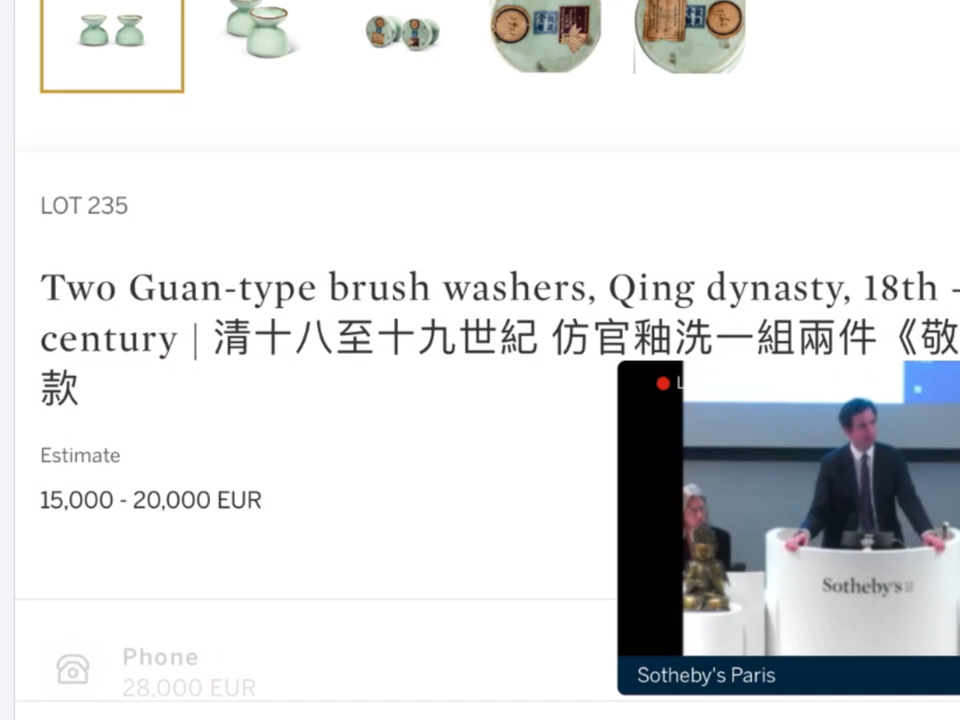 LOT 235
Two Guan-type brush washers, Qing dynasty, 18th -
century | 清十八至十九世紀 仿官釉洗一組兩件《敬
款
Estimate
15,000 - 20,000 EUR
Sotheby's
Phone
28,000 EUR
Sotheby's Paris